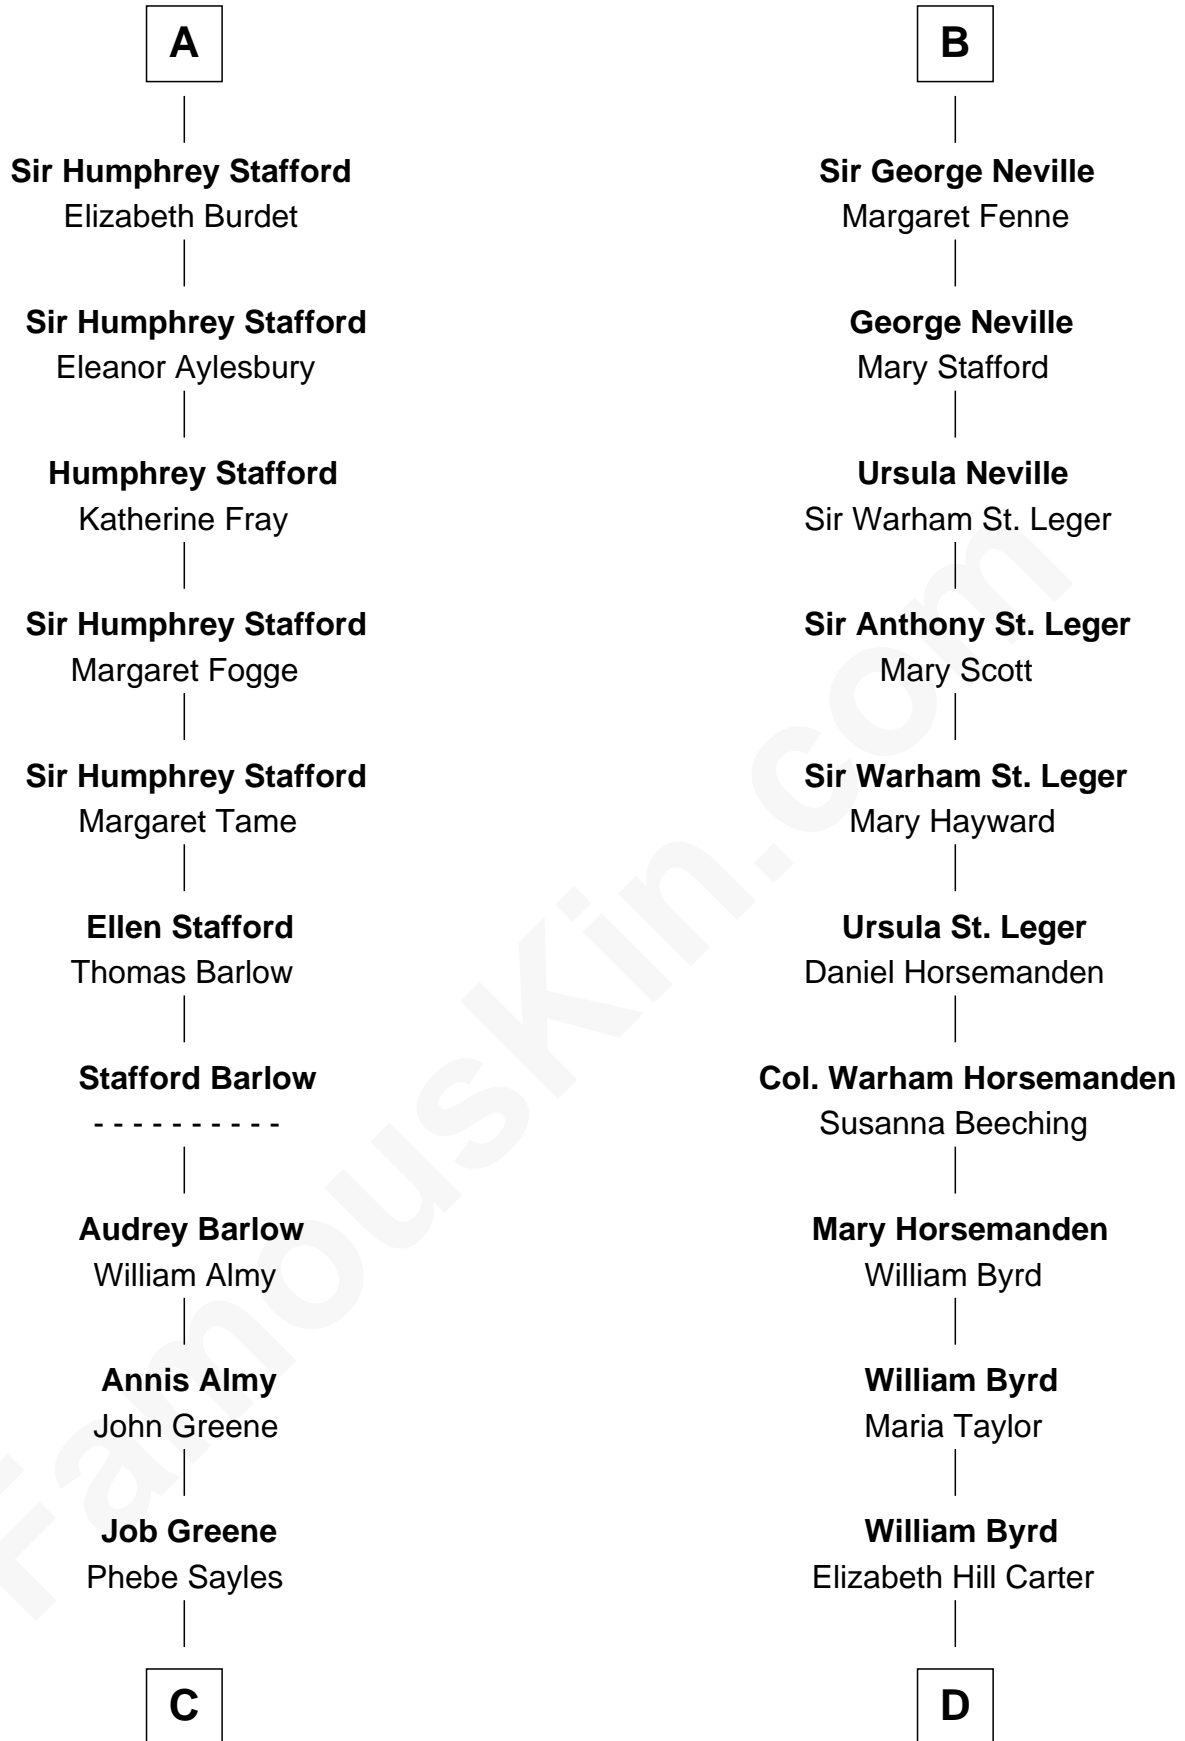 A
Sir Humphrey Stafford
Elizabeth Burdet
Sir Humphrey Stafford
Eleanor Aylesbury
Humphrey Stafford
Katherine Fray
Sir Humphrey Stafford
Margaret Fogge
Sir Humphrey Stafford
Margaret Tame
Ellen Stafford
Thomas Barlow
Stafford Barlow
- - - - - - - - - -
Audrey Barlow
William Almy
Annis Almy
John Greene
Job Greene
Phebe Sayles
C
B
Sir George Neville
Margaret Fenne
George Neville
Mary Stafford
Ursula Neville
Sir Warham St. Leger
Sir Anthony St. Leger
Mary Scott
Sir Warham St. Leger
Mary Hayward
Ursula St. Leger
Daniel Horsemanden
Col. Warham Horsemanden
Susanna Beeching
Mary Horsemanden
William Byrd
William Byrd
Maria Taylor
William Byrd
Elizabeth Hill Carter
D
FamousKin.com